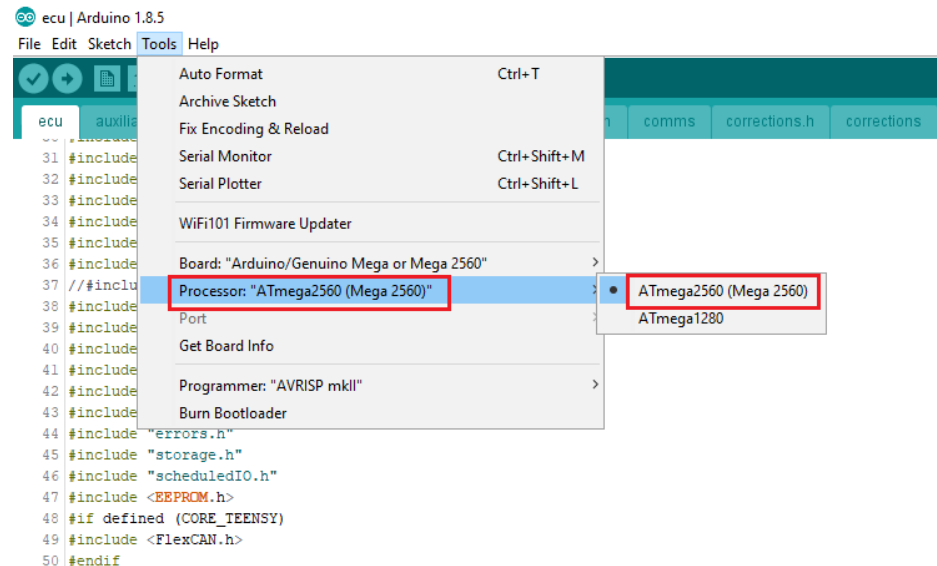 ecu | Arduino 1.8.5
File Edit Sketch Tools Help
ecu auxilia comms corrections.h corrections
Auto Format Ctrl+T
Archive Sketch
Fix Encoding & Reload
Serial Monitor Ctrl+Shift+M
Serial Plotter Ctrl+Shift+L
WiFi101 Firmware Updater
Board: "Arduino/Genuino Mega or Mega 2560"
Processor: "ATmega2560 (Mega 2560)"
Port
Get Board Info
Programmer: "AVRISP mkII"
Burn Bootloader
ATmega2560 (Mega 2560)
ATmega1280
31 #include
32 #include
33 #include
34 #include
35 #include
36 #include
37 //#inclu
38 #include
39 #include
40 #include
41 #include
42 #include
43 #include
44 #include "errors.h"
45 #include "storage.h"
46 #include "scheduledIO.h"
47 #include <EEPROM.h>
48 #if defined (CORE_TEENSY)
49 #include <FlexCAN.h>
50 #endif